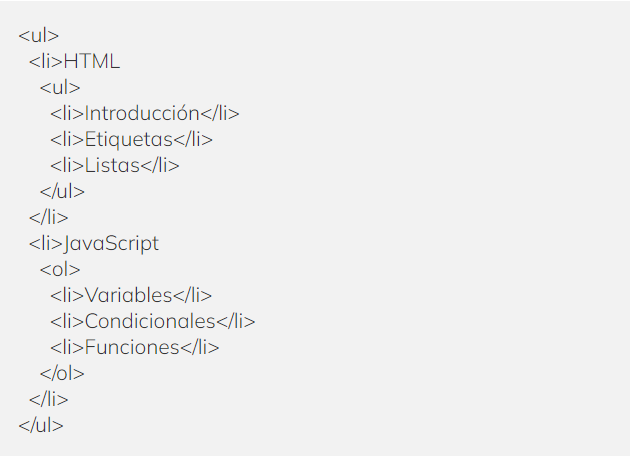 <ul>
  <li>HTML
    <ul>
      <li>Introducción</li>
      <li>Etiquetas</li>
      <li>Listas</li>
    </ul>
  </li>
  <li>JavaScript
    <ol>
      <li>Variables</li>
      <li>Condicionales</li>
      <li>Funciones</li>
    </ol>
  </li>
</ul>